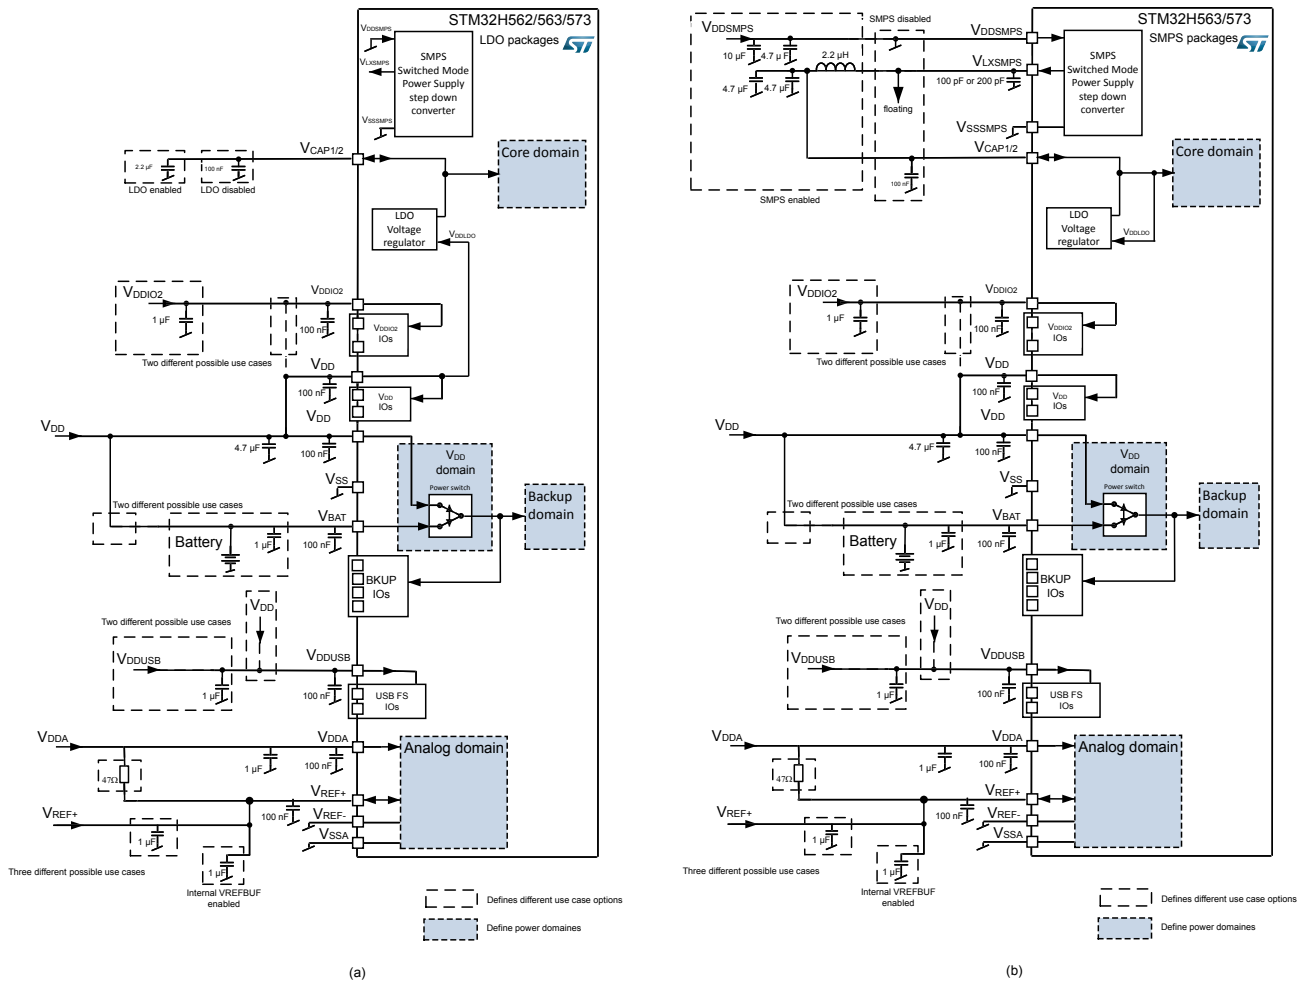 STM32H562/563/573
LDO packages
VDDSMPS
VLXSMPS
VSSSMPS
SMPS
Switched Mode
Power Supply
step down
converter
VCAP1/2
2.2 µF
100 nF
LDO enabled
LDO disabled
Core domain
LDO
Voltage
regulator
VDDLDO
VDDIO2
VDDIO2
1 µF
100 nF
VDDIO2
IOs
Two different possible use cases
VDD
100 nF
VDD
IOs
VDD
VDD
4.7 µF
100 nF
VDD
domain
Power switch
VSS
Backup
domain
Two different possible use cases
VBAT
Battery
1 µF
100 nF
BKUP
IOs
VDD
Two different possible use cases
VDDUSB
VDDUSB
1 µF
100 nF
USB FS
IOs
VDDA
VDDA
Analog domain
1 µF
100 nF
47Ω
VREF+
VREF+
100 nF
VREF-
1 µF
VSSA
1 µF
Three different possible use cases
Internal VREFBUF
enabled
Defines different use case options
Define power domaines
(a)
STM32H563/573
SMPS packages
SMPS disabled
VDDSMPS
VDDSMPS
10 µF
4.7 µF
2.2 µH
VLXSMPS
4.7 µF
4.7 µF
100 pF or 200 pF
floating
SMPS
Switched Mode
Power Supply
step down
converter
VSSSMPS
VCAP1/2
100 nF
SMPS enabled
Core domain
LDO
Voltage
regulator
VDDLDO
VDDIO2
VDDIO2
1 µF
100 nF
VDDIO2
IOs
Two different possible use cases
VDD
100 nF
VDD
IOs
VDD
VDD
4.7 µF
100 nF
VDD
domain
Power switch
VSS
Backup
domain
Two different possible use cases
VBAT
Battery
1 µF
100 nF
BKUP
IOs
VDD
Two different possible use cases
VDDUSB
VDDUSB
1 µF
100 nF
USB FS
IOs
VDDA
VDDA
Analog domain
1 µF
100 nF
47Ω
VREF+
VREF+
100 nF
VREF-
1 µF
VSSA
1 µF
Three different possible use cases
Internal VREFBUF
enabled
Defines different use case options
Define power domaines
(b)